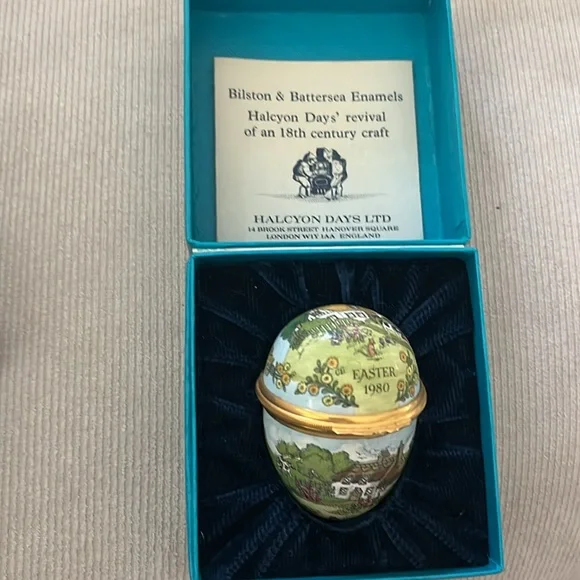 Bilston & Battersea Enamels
Halcyon Days' revival
of an 18th century craft
HALCYON DAYS LTD
14 BROOK STREET HANOVER SQUARE
LONDON W1Y 1AA ENGLAND
EASTER
1980